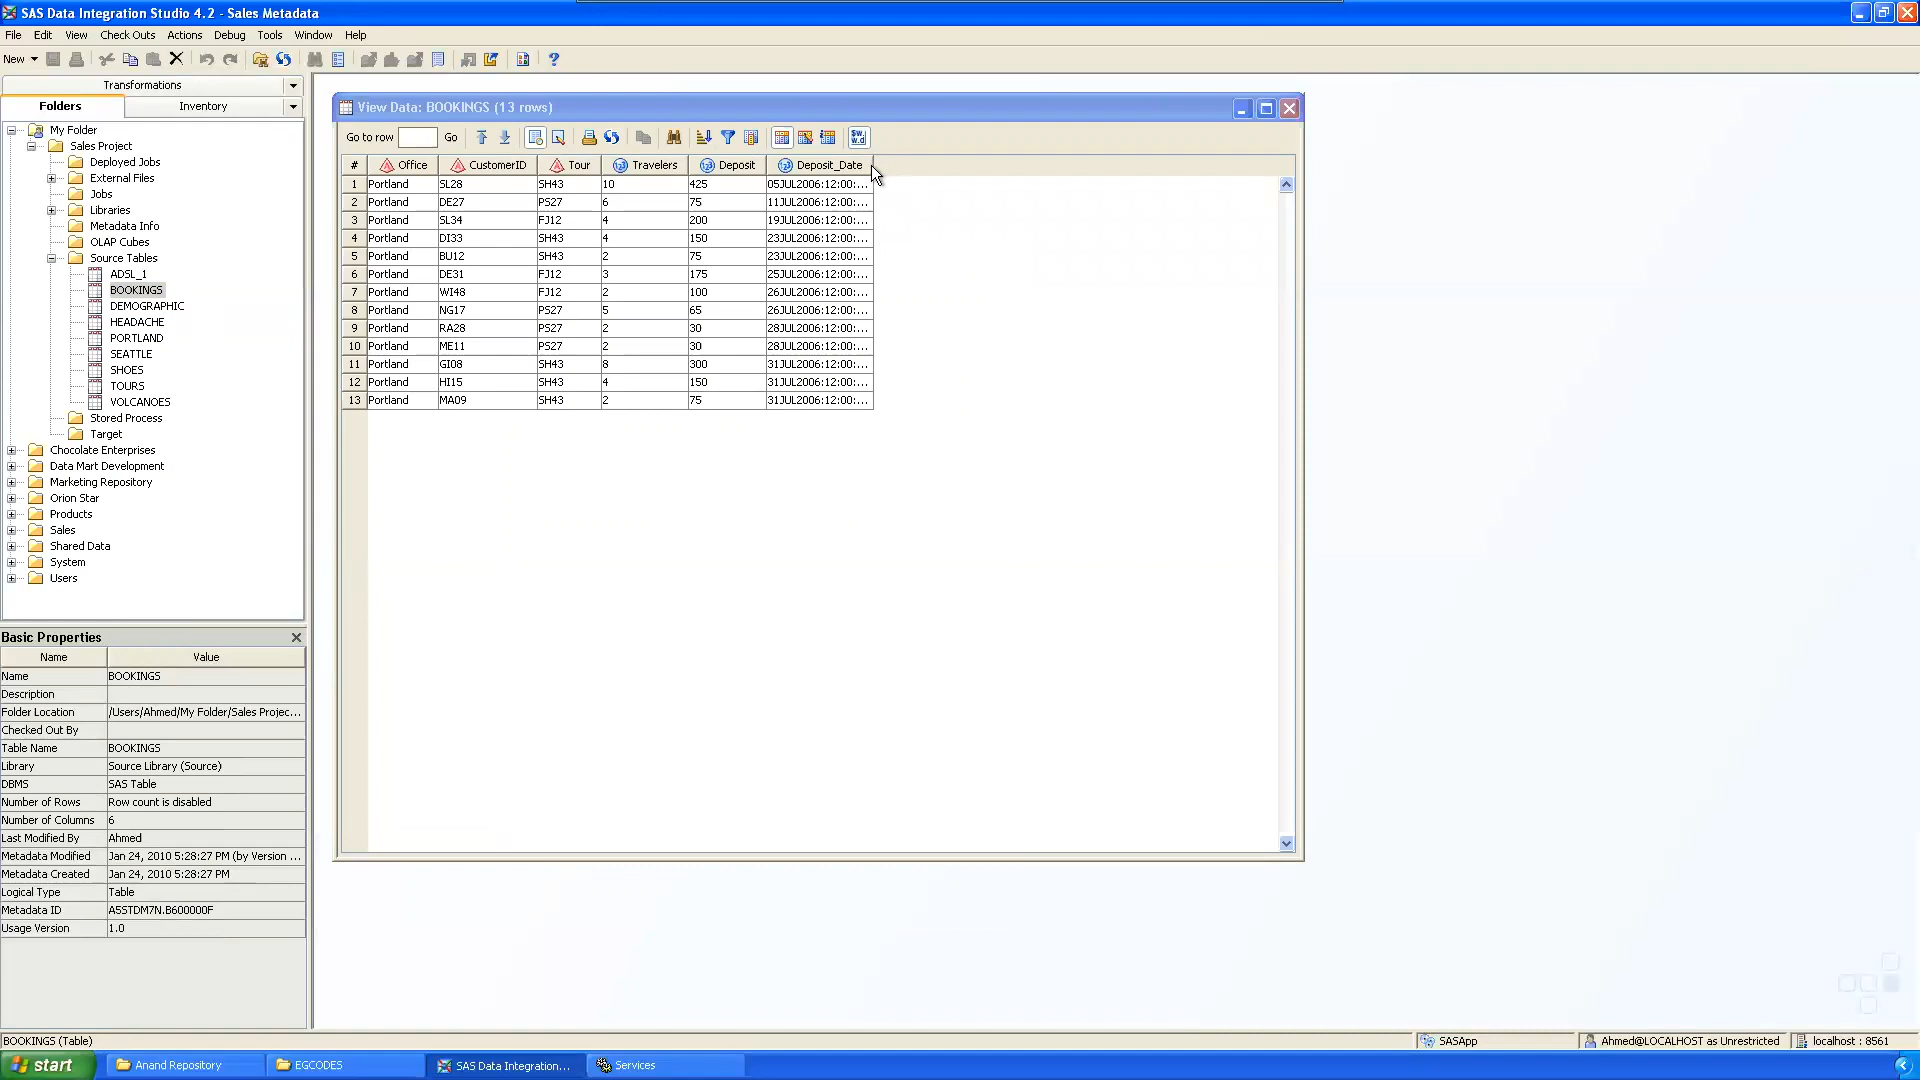 SAS Data Integration Studio 4.2 - Sales Metadata
File Edit View Check Outs Actions Debug Tools Window Help
New
Transformations
Folders Inventory
My Folder
Sales Project
Deployed Jobs
External Files
Jobs
Libraries
Metadata Info
OLAP Cubes
Source Tables
ADSL_1
BOOKINGS
DEMOGRAPHIC
HEADACHE
PORTLAND
SEATTLE
SHOES
TOURS
VOLCANOES
Stored Process
Target
Chocolate Enterprises
Data Mart Development
Marketing Repository
Orion Star
Products
Sales
Shared Data
System
Users
Basic Properties
Name Value
Name BOOKINGS
Description
Folder Location /Users/Ahmed/My Folder/Sales Projec...
Checked Out By
Table Name BOOKINGS
Library Source Library (Source)
DBMS SAS Table
Number of Rows Row count is disabled
Number of Columns 6
Last Modified By Ahmed
Metadata Modified Jan 24, 2010 5:28:27 PM (by Version ...
Metadata Created Jan 24, 2010 5:28:27 PM
Logical Type Table
Metadata ID A5STDM7N.B600000F
Usage Version 1.0
View Data: BOOKINGS (13 rows)
Go to row Go
# Office CustomerID Tour Travelers Deposit Deposit_Date
1 Portland SL28 SH43 10 425 05JUL2006:12:00:...
2 Portland DE27 PS27 6 75 11JUL2006:12:00:...
3 Portland SL34 FJ12 4 200 19JUL2006:12:00:...
4 Portland DI33 SH43 4 150 23JUL2006:12:00:...
5 Portland BU12 SH43 2 75 23JUL2006:12:00:...
6 Portland DE31 FJ12 3 175 25JUL2006:12:00:...
7 Portland WI48 FJ12 2 100 26JUL2006:12:00:...
8 Portland NG17 PS27 5 65 26JUL2006:12:00:...
9 Portland RA28 PS27 2 30 28JUL2006:12:00:...
10 Portland ME11 PS27 2 30 28JUL2006:12:00:...
11 Portland GI08 SH43 8 300 31JUL2006:12:00:...
12 Portland HI15 SH43 4 150 31JUL2006:12:00:...
13 Portland MA09 SH43 2 75 31JUL2006:12:00:...
BOOKINGS (Table) SASApp Ahmed@LOCALHOST as Unrestricted localhost : 8561
start Anand Repository EGCODES SAS Data Integration... Services